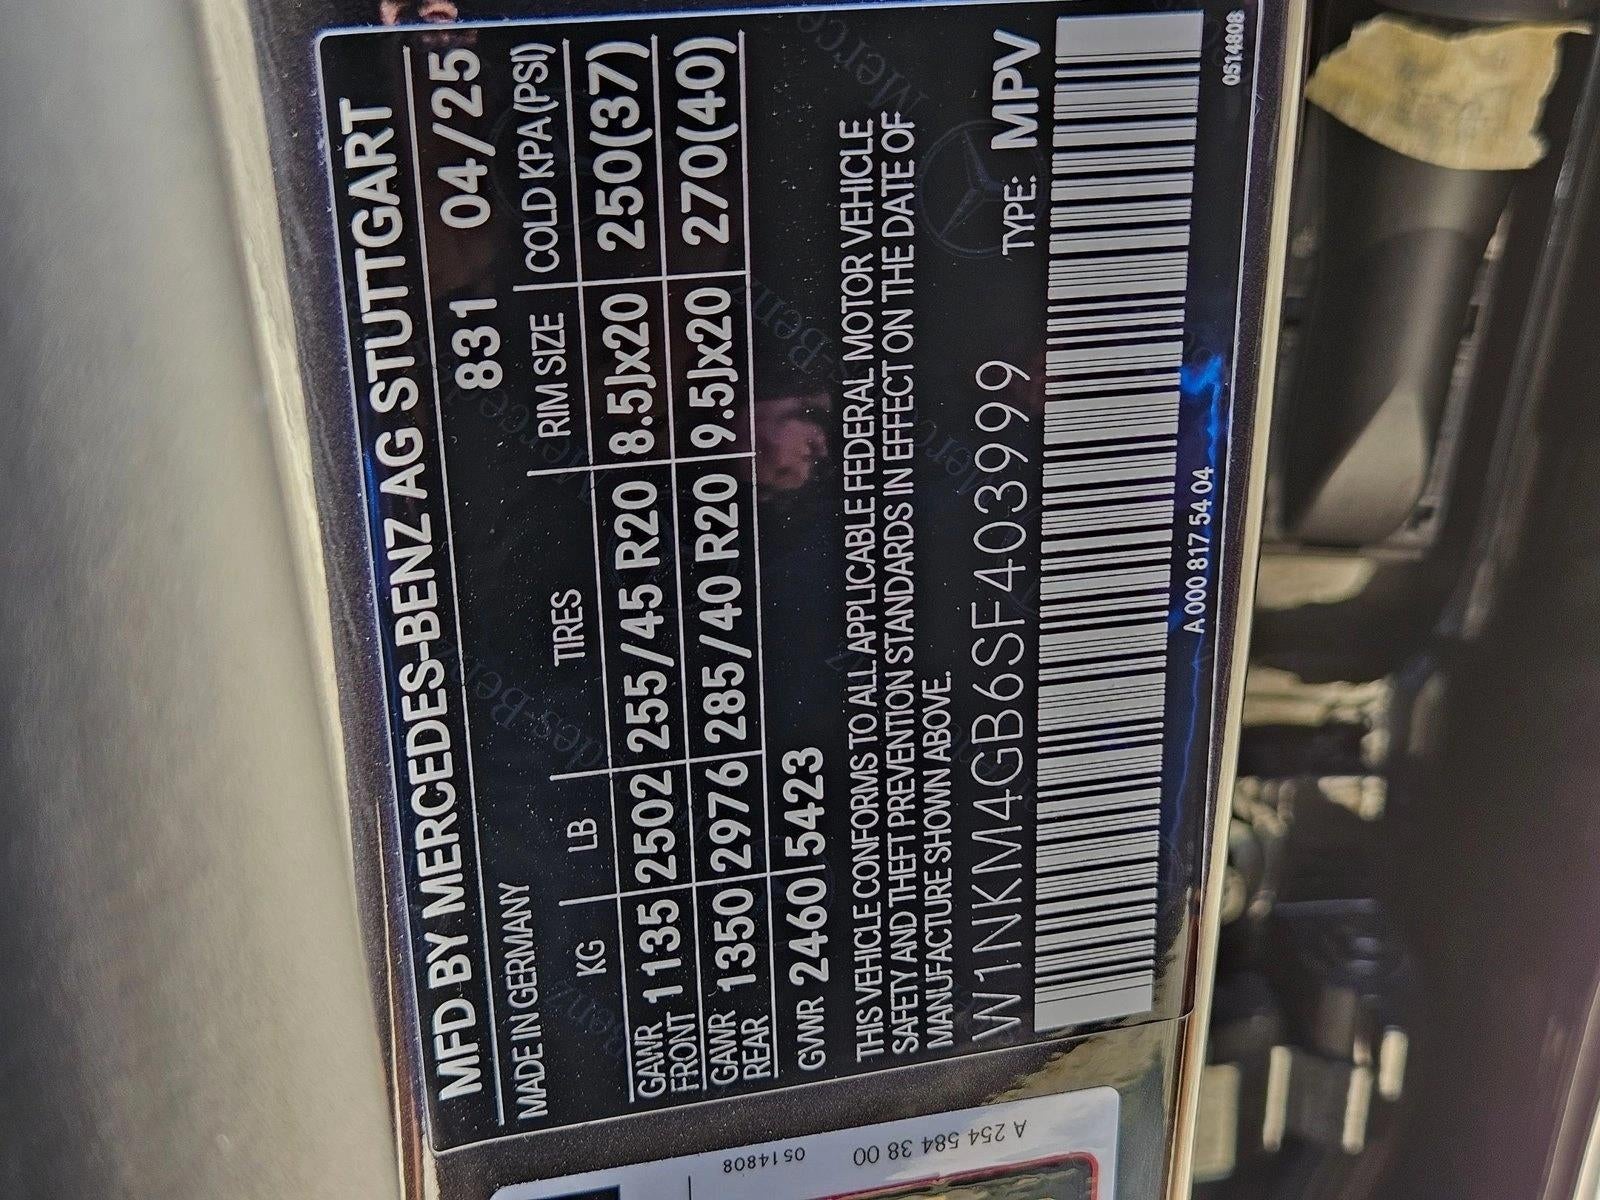 MFD BY MERCEDES-BENZ AG STUTTGART
MADE IN GERMANY 831 04/25
KG LB TIRES RIM SIZE COLD KPA(PSI)
GAWR FRONT 1135 2502 255/45 R20 8.5Jx20 250(37)
GAWR REAR 1350 2976 285/40 R20 9.5Jx20 270(40)
GVWR 2460 5423
THIS VEHICLE CONFORMS TO ALL APPLICABLE FEDERAL MOTOR VEHICLE
SAFETY AND THEFT PREVENTION STANDARDS IN EFFECT ON THE DATE OF
MANUFACTURE SHOWN ABOVE.
W1NKM4GB6SF403999 TYPE: MPV
A 000 817 54 04
0514808
A 254 584 38 00
0514808